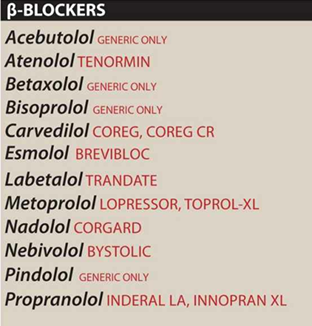 β-BLOCKERS
Acebutolol GENERIC ONLY
Atenolol TENORMIN
Betaxolol GENERIC ONLY
Bisoprolol GENERIC ONLY
Carvedilol COREG, COREG CR
Esmolol BREVIBLOC
Labetalol TRANDATE
Metoprolol LOPRESSOR, TOPROL-XL
Nadolol CORGARD
Nebivolol BYSTOLIC
Pindolol GENERIC ONLY
Propranolol INDERAL LA, INNOPRAN XL